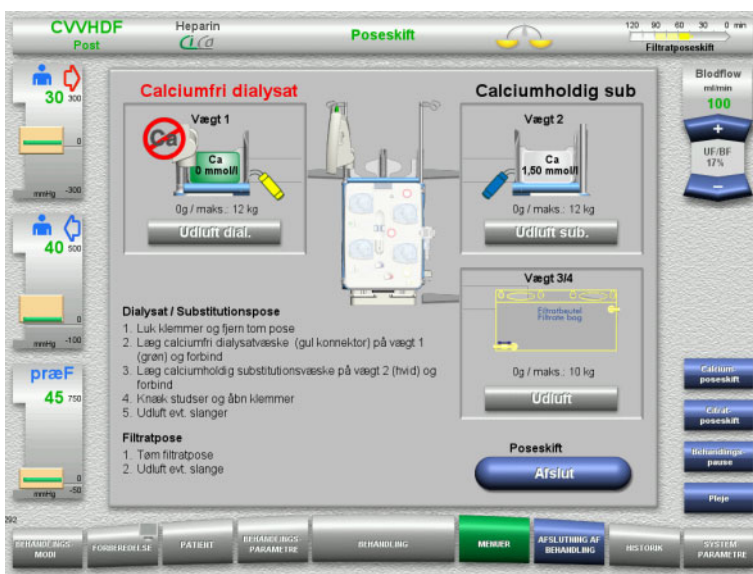 CVVHDF
Post
Heparin
CiCa
Poseskift
120 90 60 30 0 min
Filtratposeskift
30
300
0
mmHg -300
40
500
0
mmHg -100
præF
45
750
0
mmHg -50
Calciumfri dialysat
Vægt 1
Ca
Ca
0 mmol/l
0g / maks.: 12 kg
Udluft dial.
Calciumholdig sub
Vægt 2
Ca
1,50 mmol/l
0g / maks.: 12 kg
Udluft sub.
Vægt 3/4
Filtratbeutel
Filtrate bag
0g / maks.: 10 kg
Udluft
Dialysat / Substitutionspose
1. Luk klemmer og fjern tom pose
2. Læg calciumfri dialysatvæske (gul konnektor) på vægt 1
(grøn) og forbind
3. Læg calciumholdig substitutionsvæske på vægt 2 (hvid) og
forbind
4. Knæk studser og åbn klemmer
5. Udluft evt. slanger
Filtratpose
1. Tøm filtratpose
2. Udluft evt. slange
Poseskift
Afslut
Blodflow
ml/min
100
+
UF/BF
17%
−
Calcium-
poseskift
Citrat-
poseskift
Behandlings-
pause
Pleje
292
BEHANDLINGS-
MODI
FORBEREDELSE
PATIENT
BEHANDLINGS-
PARAMETRE
BEHANDLING
MENUER
AFSLUTNING AF
BEHANDLING
HISTORIK
SYSTEM
PARAMETRE